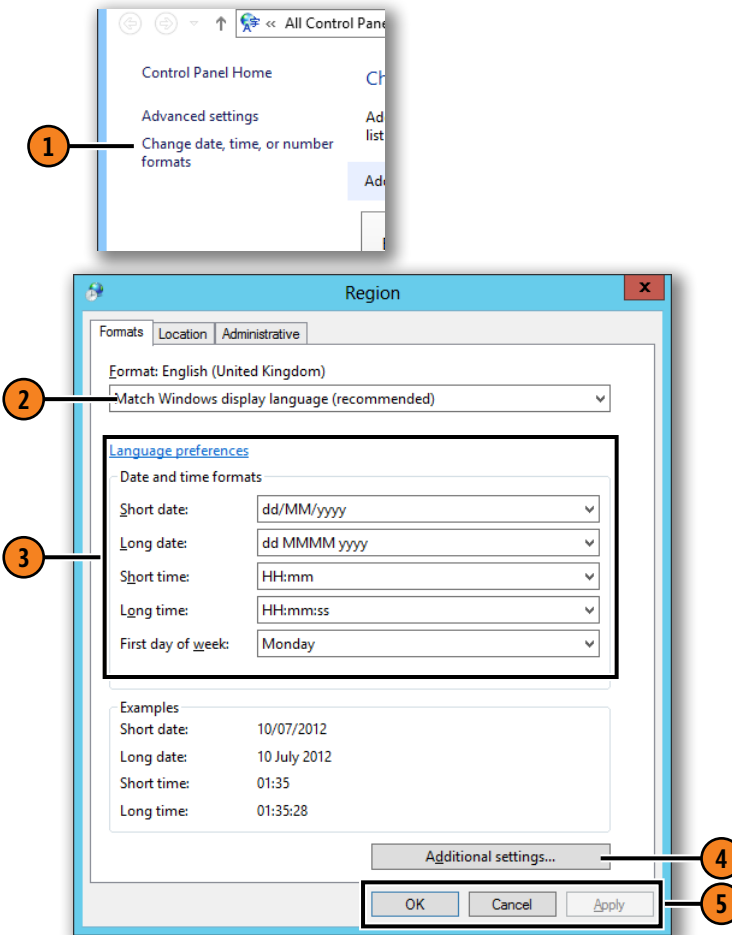 « All Control Pane
Control Panel Home
Ch
Advanced settings
Ad
1
Change date, time, or number
list
formats
Ad
Region
x
Formats
Location
Administrative
Format: English (United Kingdom)
2
Match Windows display language (recommended)
Language preferences
Date and time formats
Short date:
dd/MM/yyyy
Long date:
dd MMMM yyyy
3
Short time:
HH:mm
Long time:
HH:mm:ss
First day of week:
Monday
Examples
Short date:
10/07/2012
Long date:
10 July 2012
Short time:
01:35
Long time:
01:35:28
Additional settings...
4
OK
Cancel
Apply
5